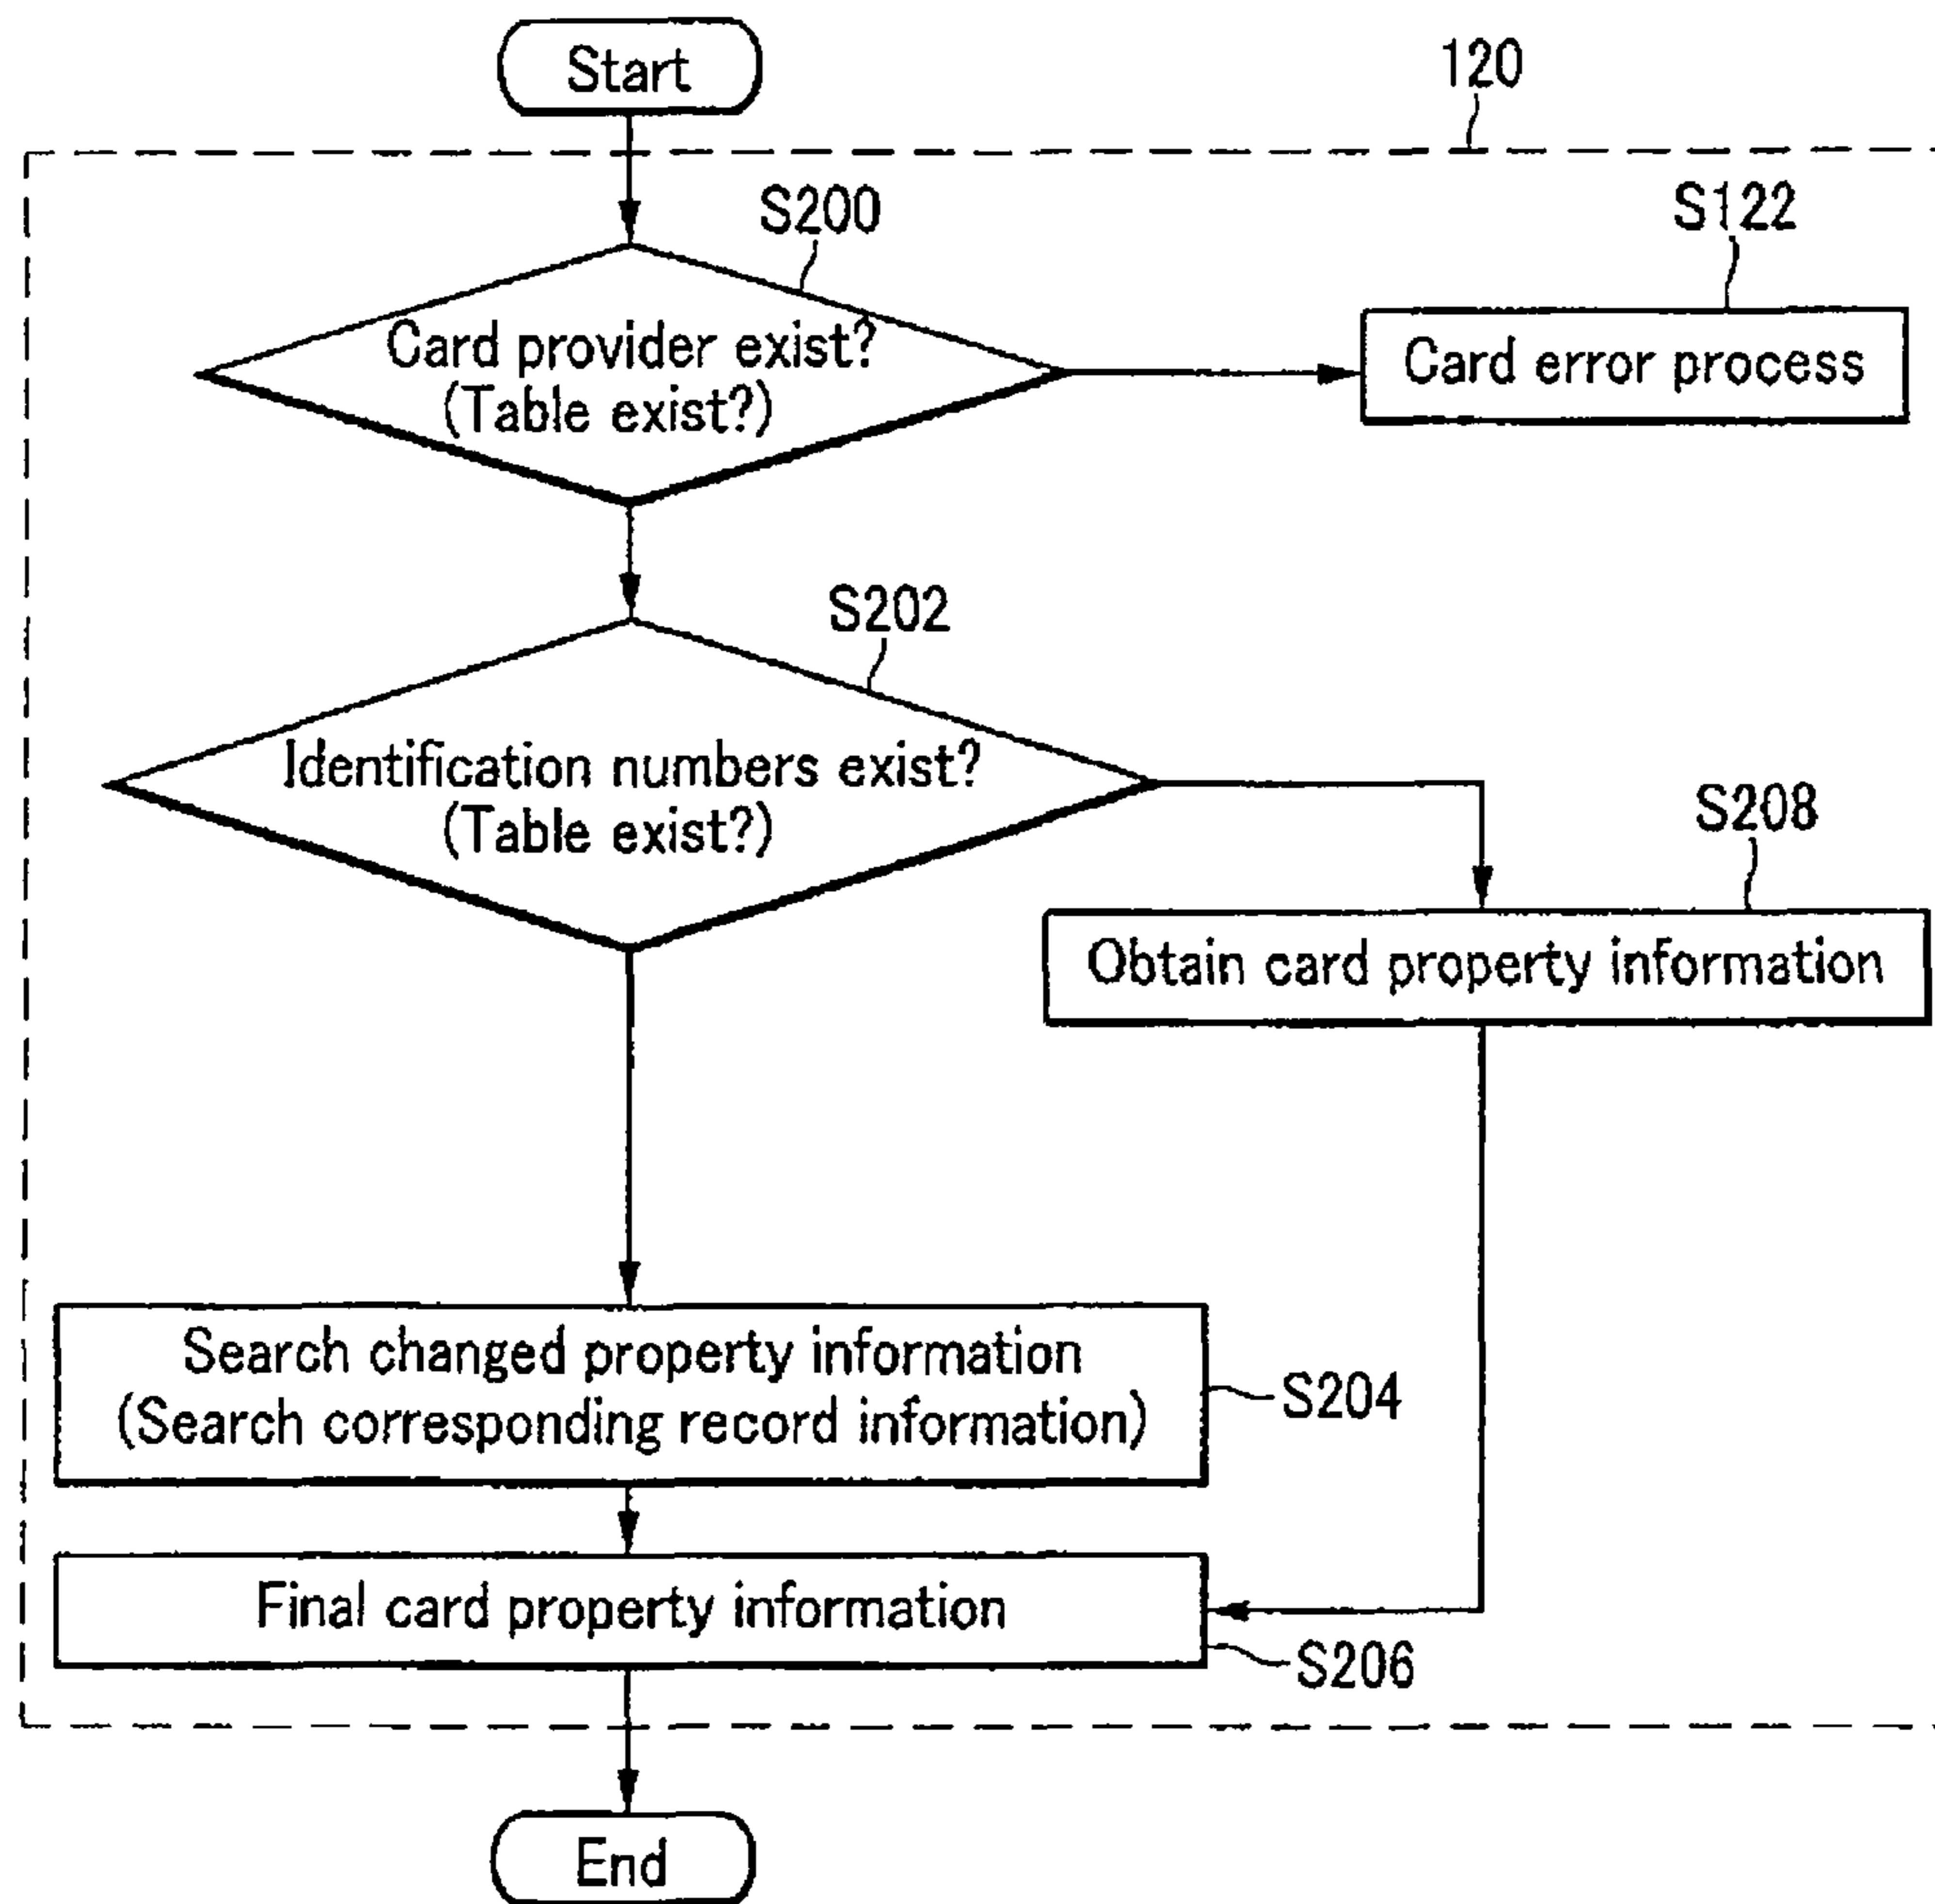 Start
120
S200
S122
Card provider exist?
(Table exist?)
Card error process
S202
Identification numbers exist?
(Table exist?)
S208
Obtain card property information
Search changed property information
(Search corresponding record information)
S204
Final card property information
S206
End